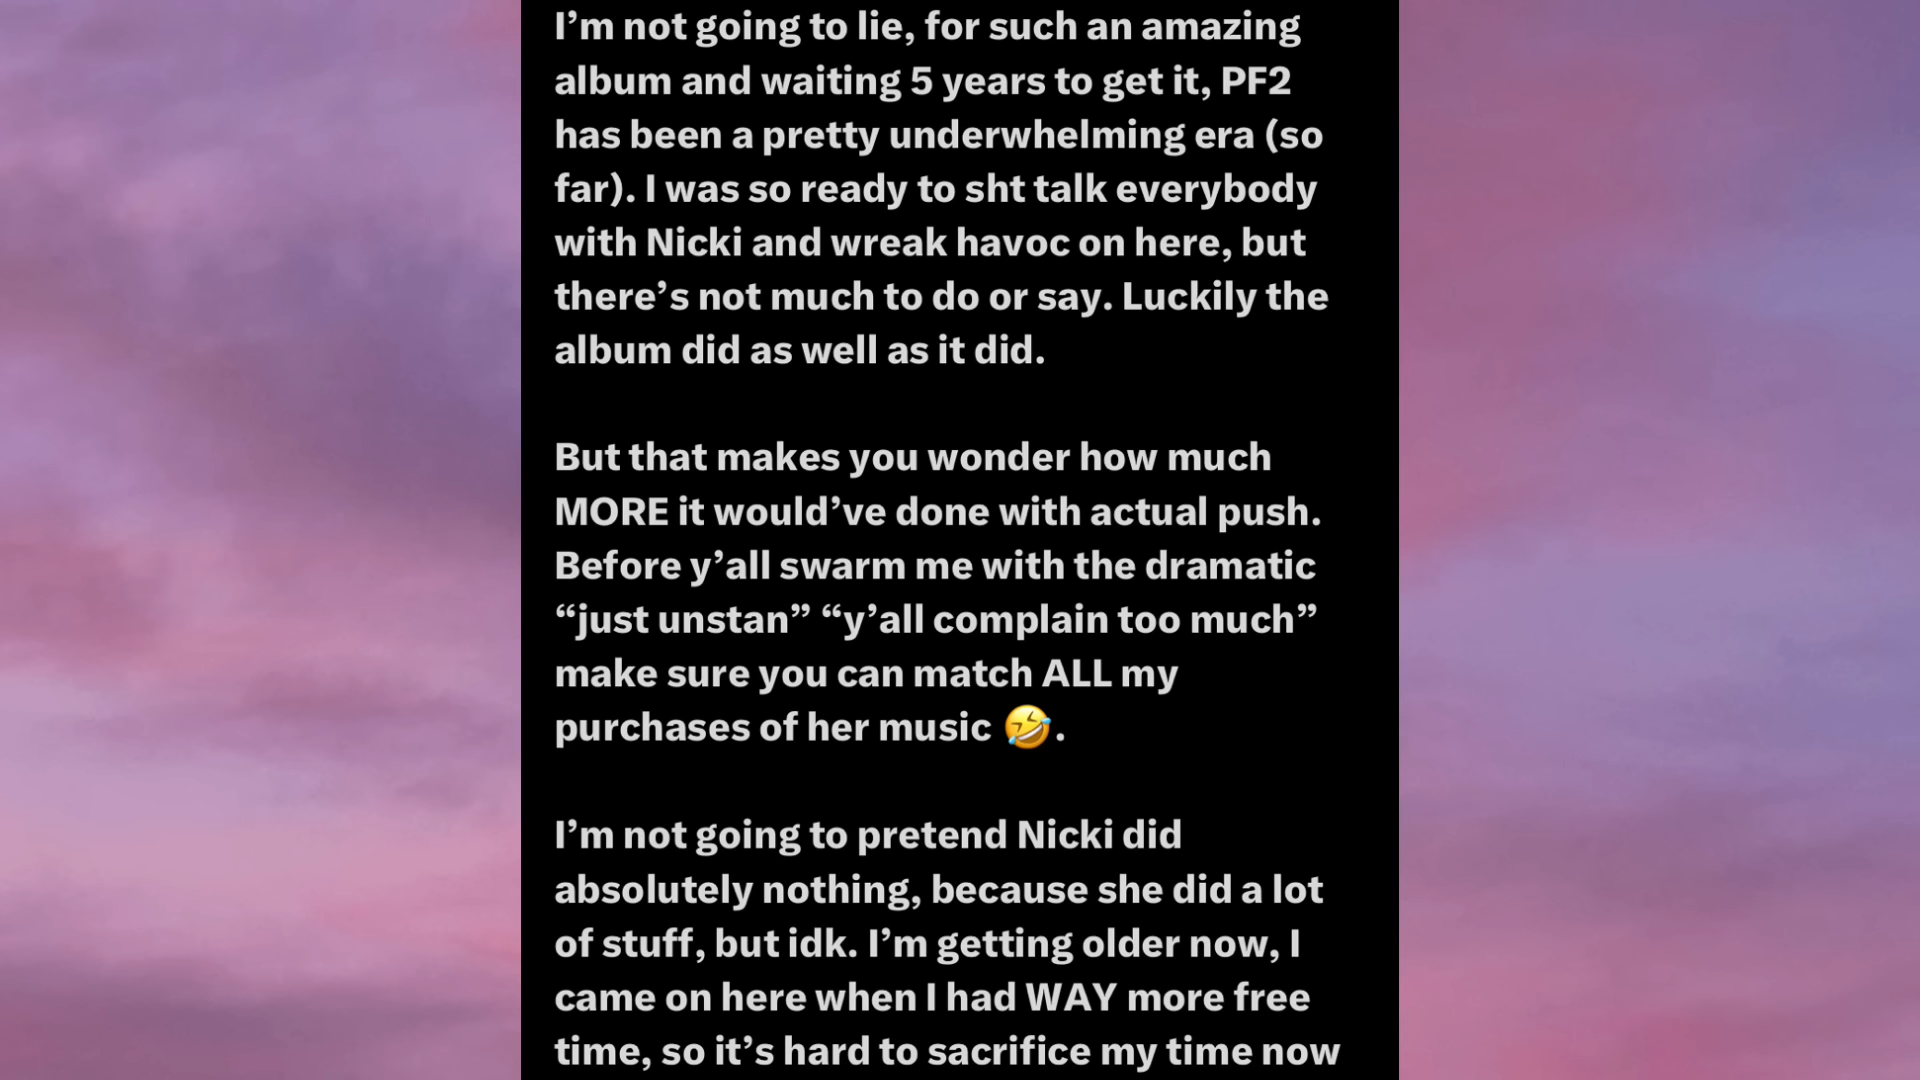 I’m not going to lie, for such an amazing
album and waiting 5 years to get it, PF2
has been a pretty underwhelming era (so
far). I was so ready to sht talk everybody
with Nicki and wreak havoc on here, but
there’s not much to do or say. Luckily the
album did as well as it did.
But that makes you wonder how much
MORE it would’ve done with actual push.
Before y’all swarm me with the dramatic
“just unstan” “y’all complain too much”
make sure you can match ALL my
purchases of her music 🤣.
I’m not going to pretend Nicki did
absolutely nothing, because she did a lot
of stuff, but idk. I’m getting older now, I
came on here when I had WAY more free
time, so it’s hard to sacrifice my time now